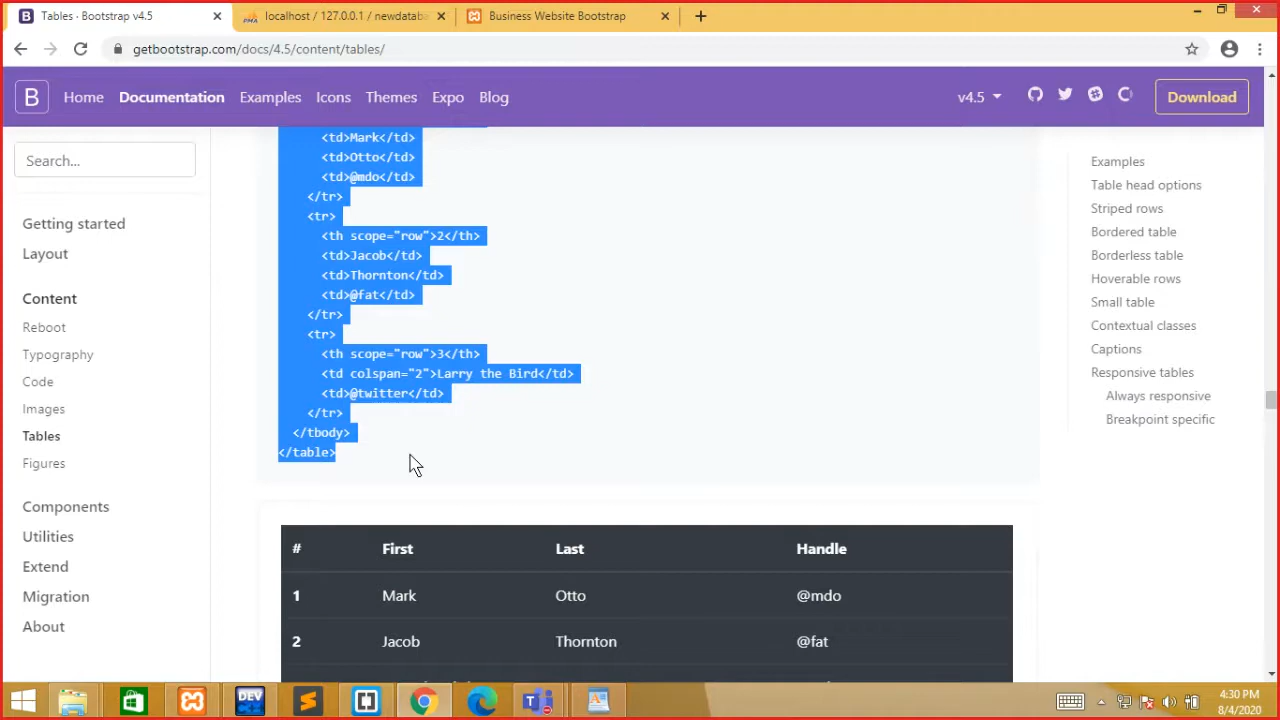 Tables · Bootstrap v4.5
localhost / 127.0.0.1 / newdataba
Business Website Bootstrap
getbootstrap.com/docs/4.5/content/tables/
B Home Documentation Examples Icons Themes Expo Blog v4.5 Download
Search...
Getting started
Layout
Content
Reboot
Typography
Code
Images
Tables
Figures
Components
Utilities
Extend
Migration
About
<td>Mark</td>
<td>Otto</td>
<td>@mdo</td>
</tr>
<tr>
<th scope="row">2</th>
<td>Jacob</td>
<td>Thornton</td>
<td>@fat</td>
</tr>
<tr>
<th scope="row">3</th>
<td colspan="2">Larry the Bird</td>
<td>@twitter</td>
</tr>
</tbody>
</table>
# First Last Handle
1 Mark Otto @mdo
2 Jacob Thornton @fat
Examples
Table head options
Striped rows
Bordered table
Borderless table
Hoverable rows
Small table
Contextual classes
Captions
Responsive tables
Always responsive
Breakpoint specific
DEV
4:30 PM
8/4/2020